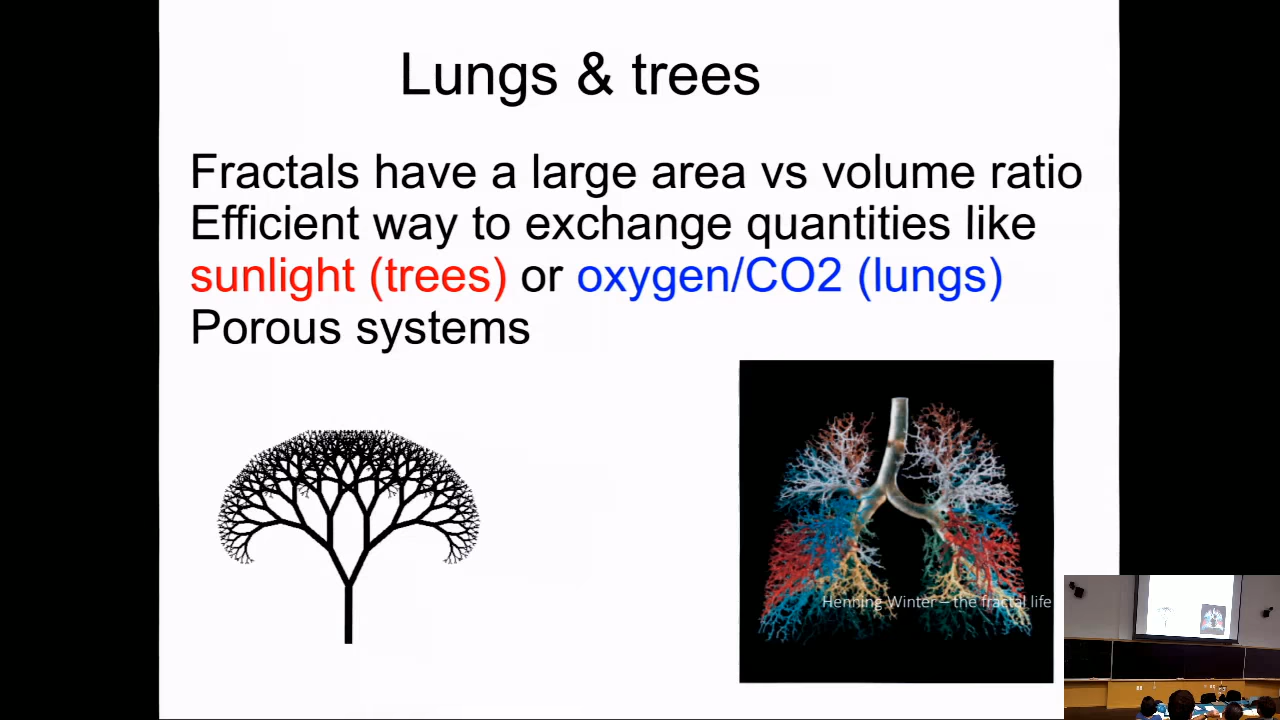 Lungs & trees
Fractals have a large area vs volume ratio
Efficient way to exchange quantities like
sunlight (trees) or oxygen/CO2 (lungs)
Porous systems
Henning Winter – the fractal life